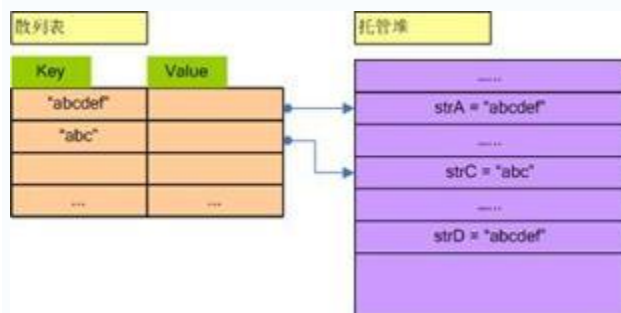 散列表
托管堆
Key
Value
"abcdef"
"abc"
...
...
.....
strA = "abcdef"
.....
strC = "abc"
.....
strD = "abcdef"